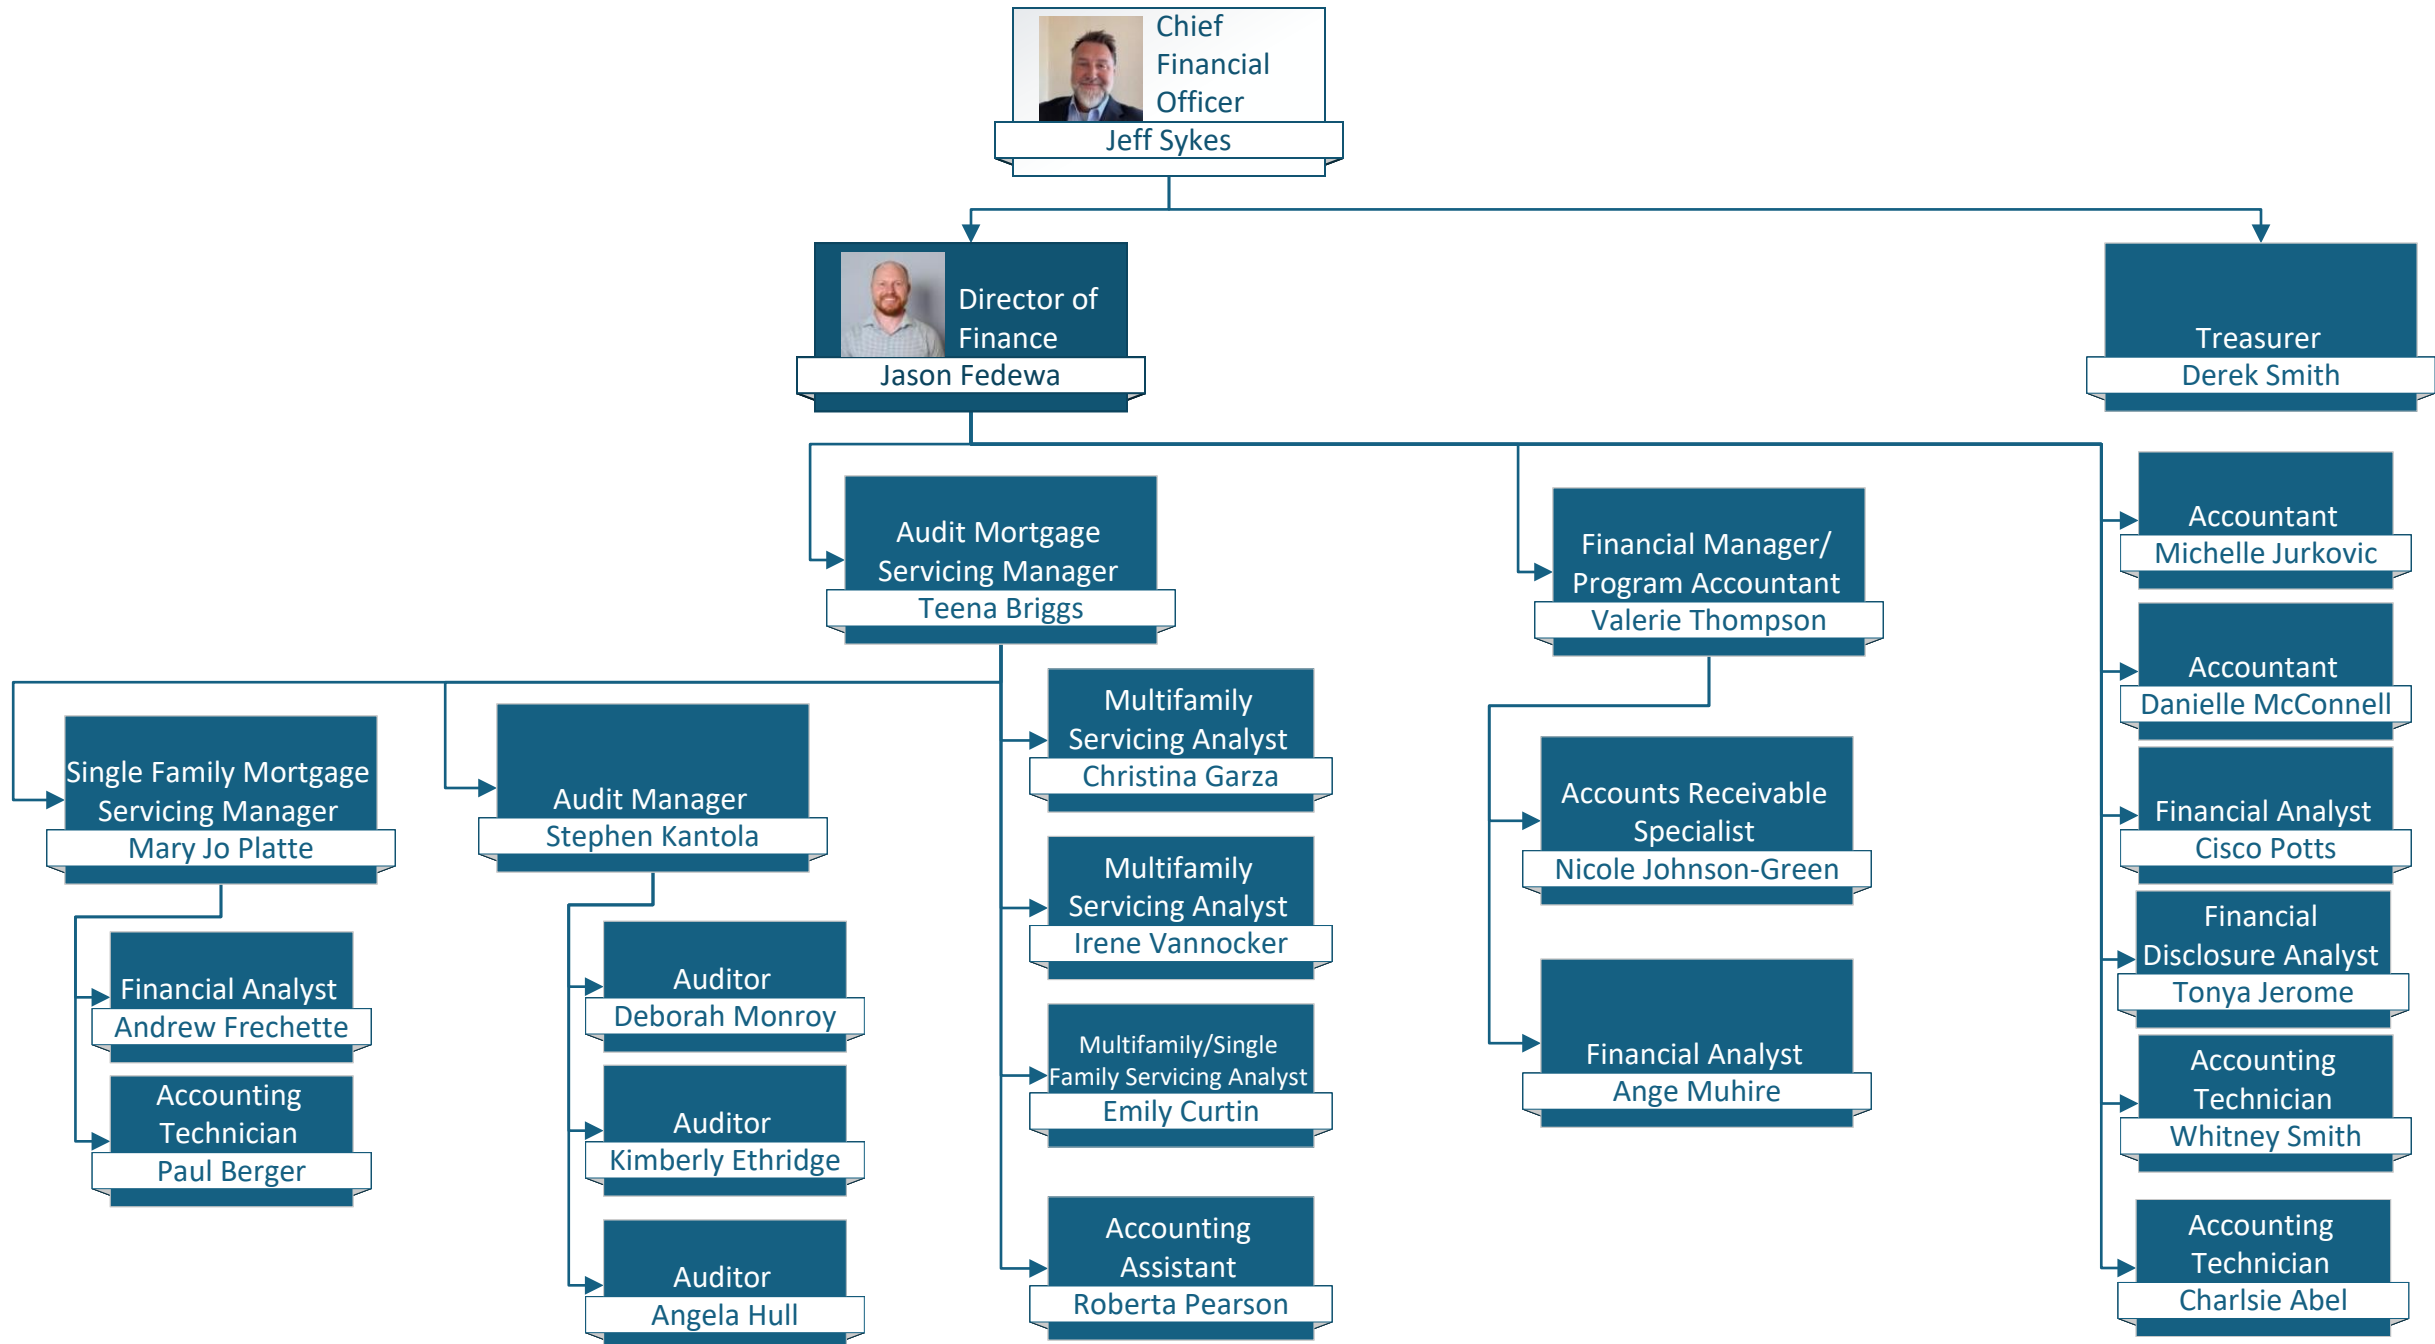 Chief
Financial
Officer
Jeff Sykes
Director of
Finance
Jason Fedewa
Treasurer
Derek Smith
Audit Mortgage
Servicing Manager
Teena Briggs
Financial Manager/
Program Accountant
Valerie Thompson
Accountant
Michelle Jurkovic
Accountant
Danielle McConnell
Financial Analyst
Cisco Potts
Financial
Disclosure Analyst
Tonya Jerome
Accounting
Technician
Whitney Smith
Accounting
Technician
Charlsie Abel
Single Family Mortgage
Servicing Manager
Mary Jo Platte
Financial Analyst
Andrew Frechette
Accounting
Technician
Paul Berger
Audit Manager
Stephen Kantola
Auditor
Deborah Monroy
Auditor
Kimberly Ethridge
Auditor
Angela Hull
Multifamily
Servicing Analyst
Christina Garza
Multifamily
Servicing Analyst
Irene Vannocker
Multifamily/Single
Family Servicing Analyst
Emily Curtin
Accounting
Assistant
Roberta Pearson
Accounts Receivable
Specialist
Nicole Johnson-Green
Financial Analyst
Ange Muhire